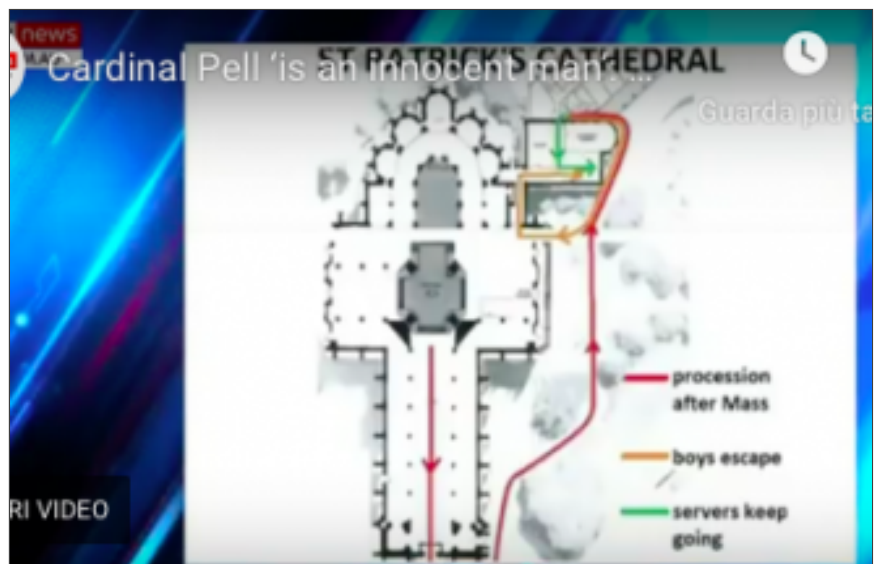 news
Cardinal Pell ‘is an innocent man’: ...
ST PATRICK'S CATHEDRAL
Guarda più ta
procession
after Mass
boys escape
servers keep
going
RI VIDEO